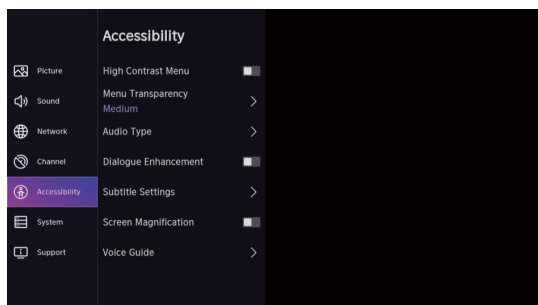 Accessibility
Picture
Sound
Network
Channel
Accessibility
System
Support
High Contrast Menu
Menu Transparency
Medium
Audio Type
Dialogue Enhancement
Subtitle Settings
Screen Magnification
Voice Guide